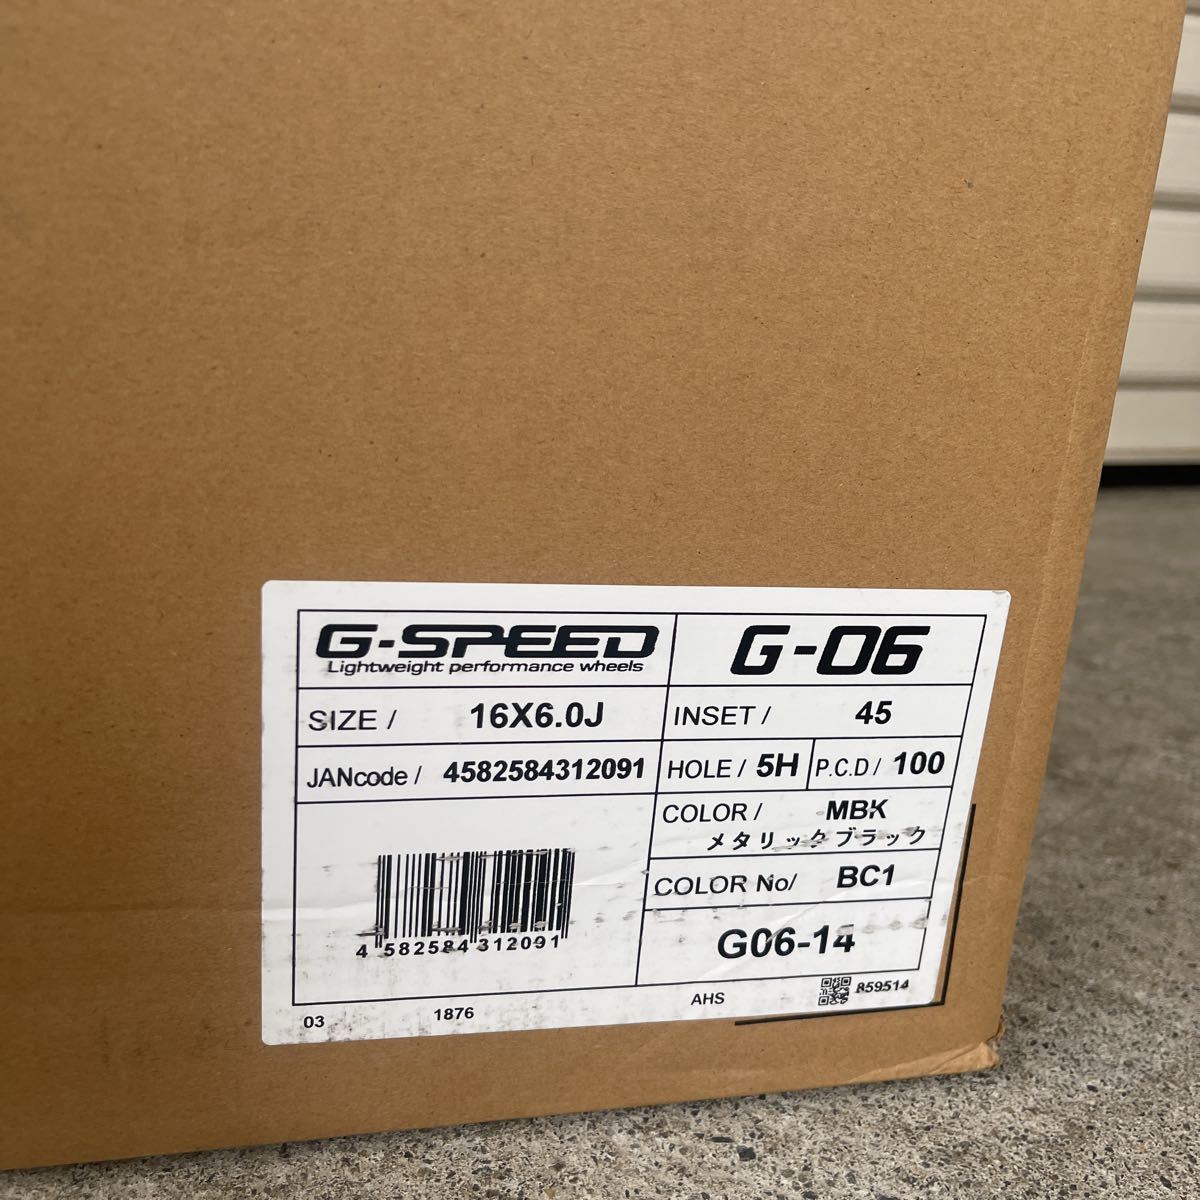 G-SPEED
Lightweight performance wheels
G-06
SIZE / 16X6.0J
INSET / 45
JANcode / 4582584312091
HOLE / 5H
P.C.D / 100
COLOR / MBK
メタリックブラック
COLOR No/ BC1
4 582584 312091
G06-14
03
1876
AHS
859514